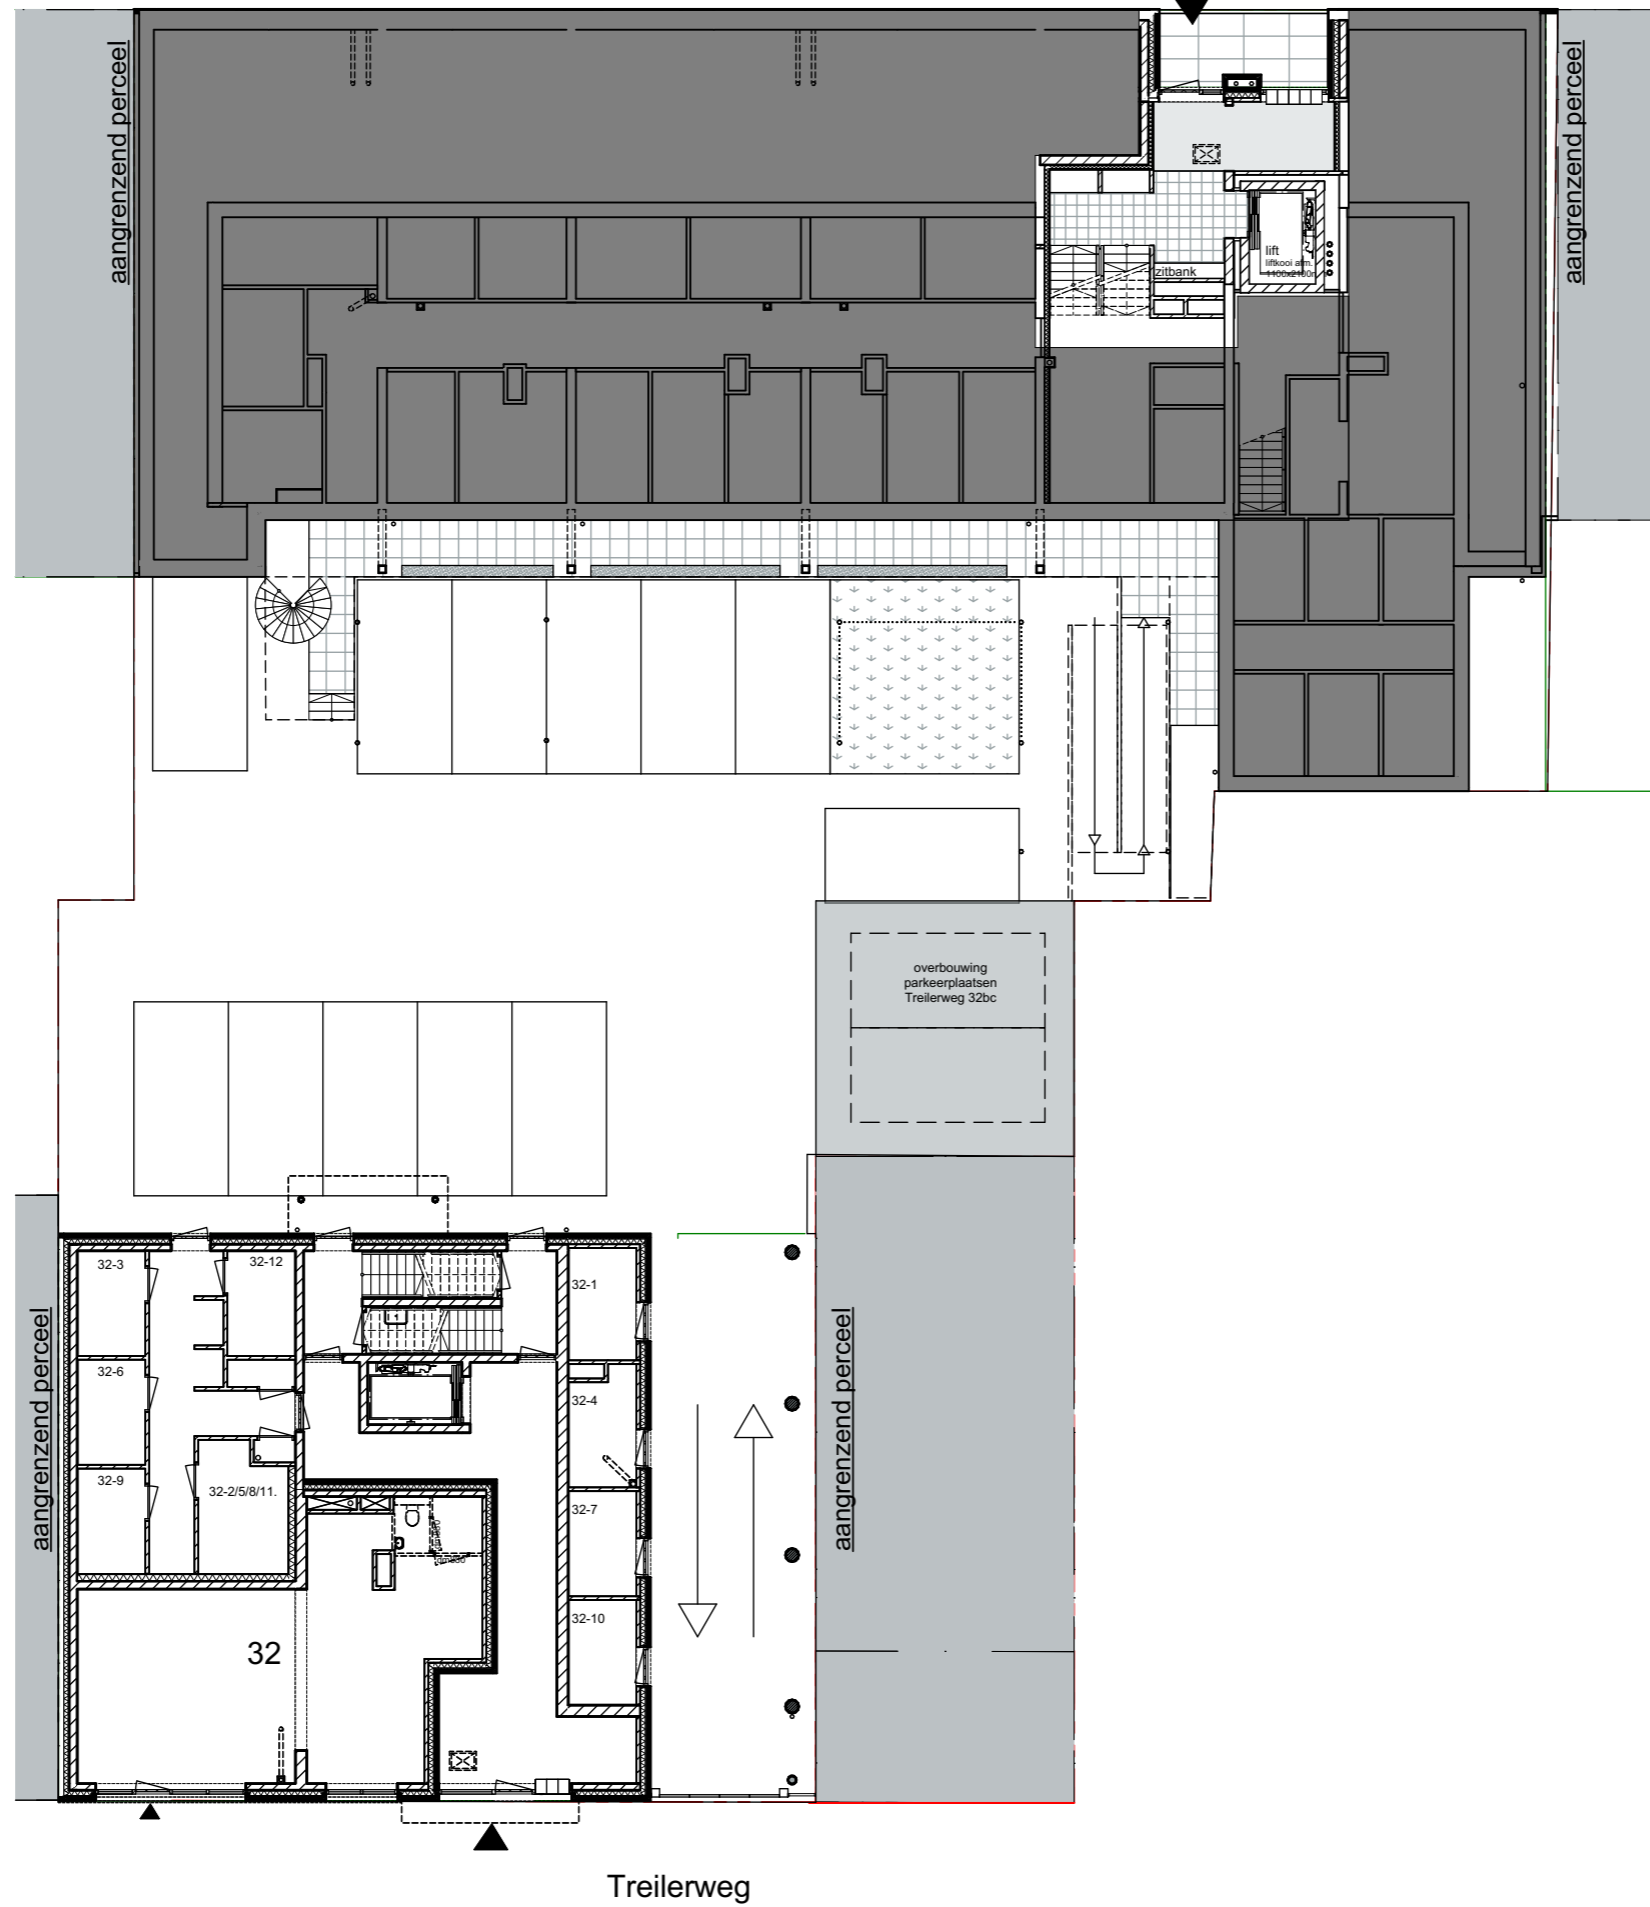 aangrenzend perceel
aangrenzend perceel
lift
liftkooi afm.
1100x2100
zitbank
overbouwing
parkeerplaatsen
Treilerweg 32bc
32-3
32-12
32-1
32-6
32-4
32-9
32-2/5/8/11.
32-7
32-10
aangrenzend perceel
aangrenzend perceel
32
Treilerweg